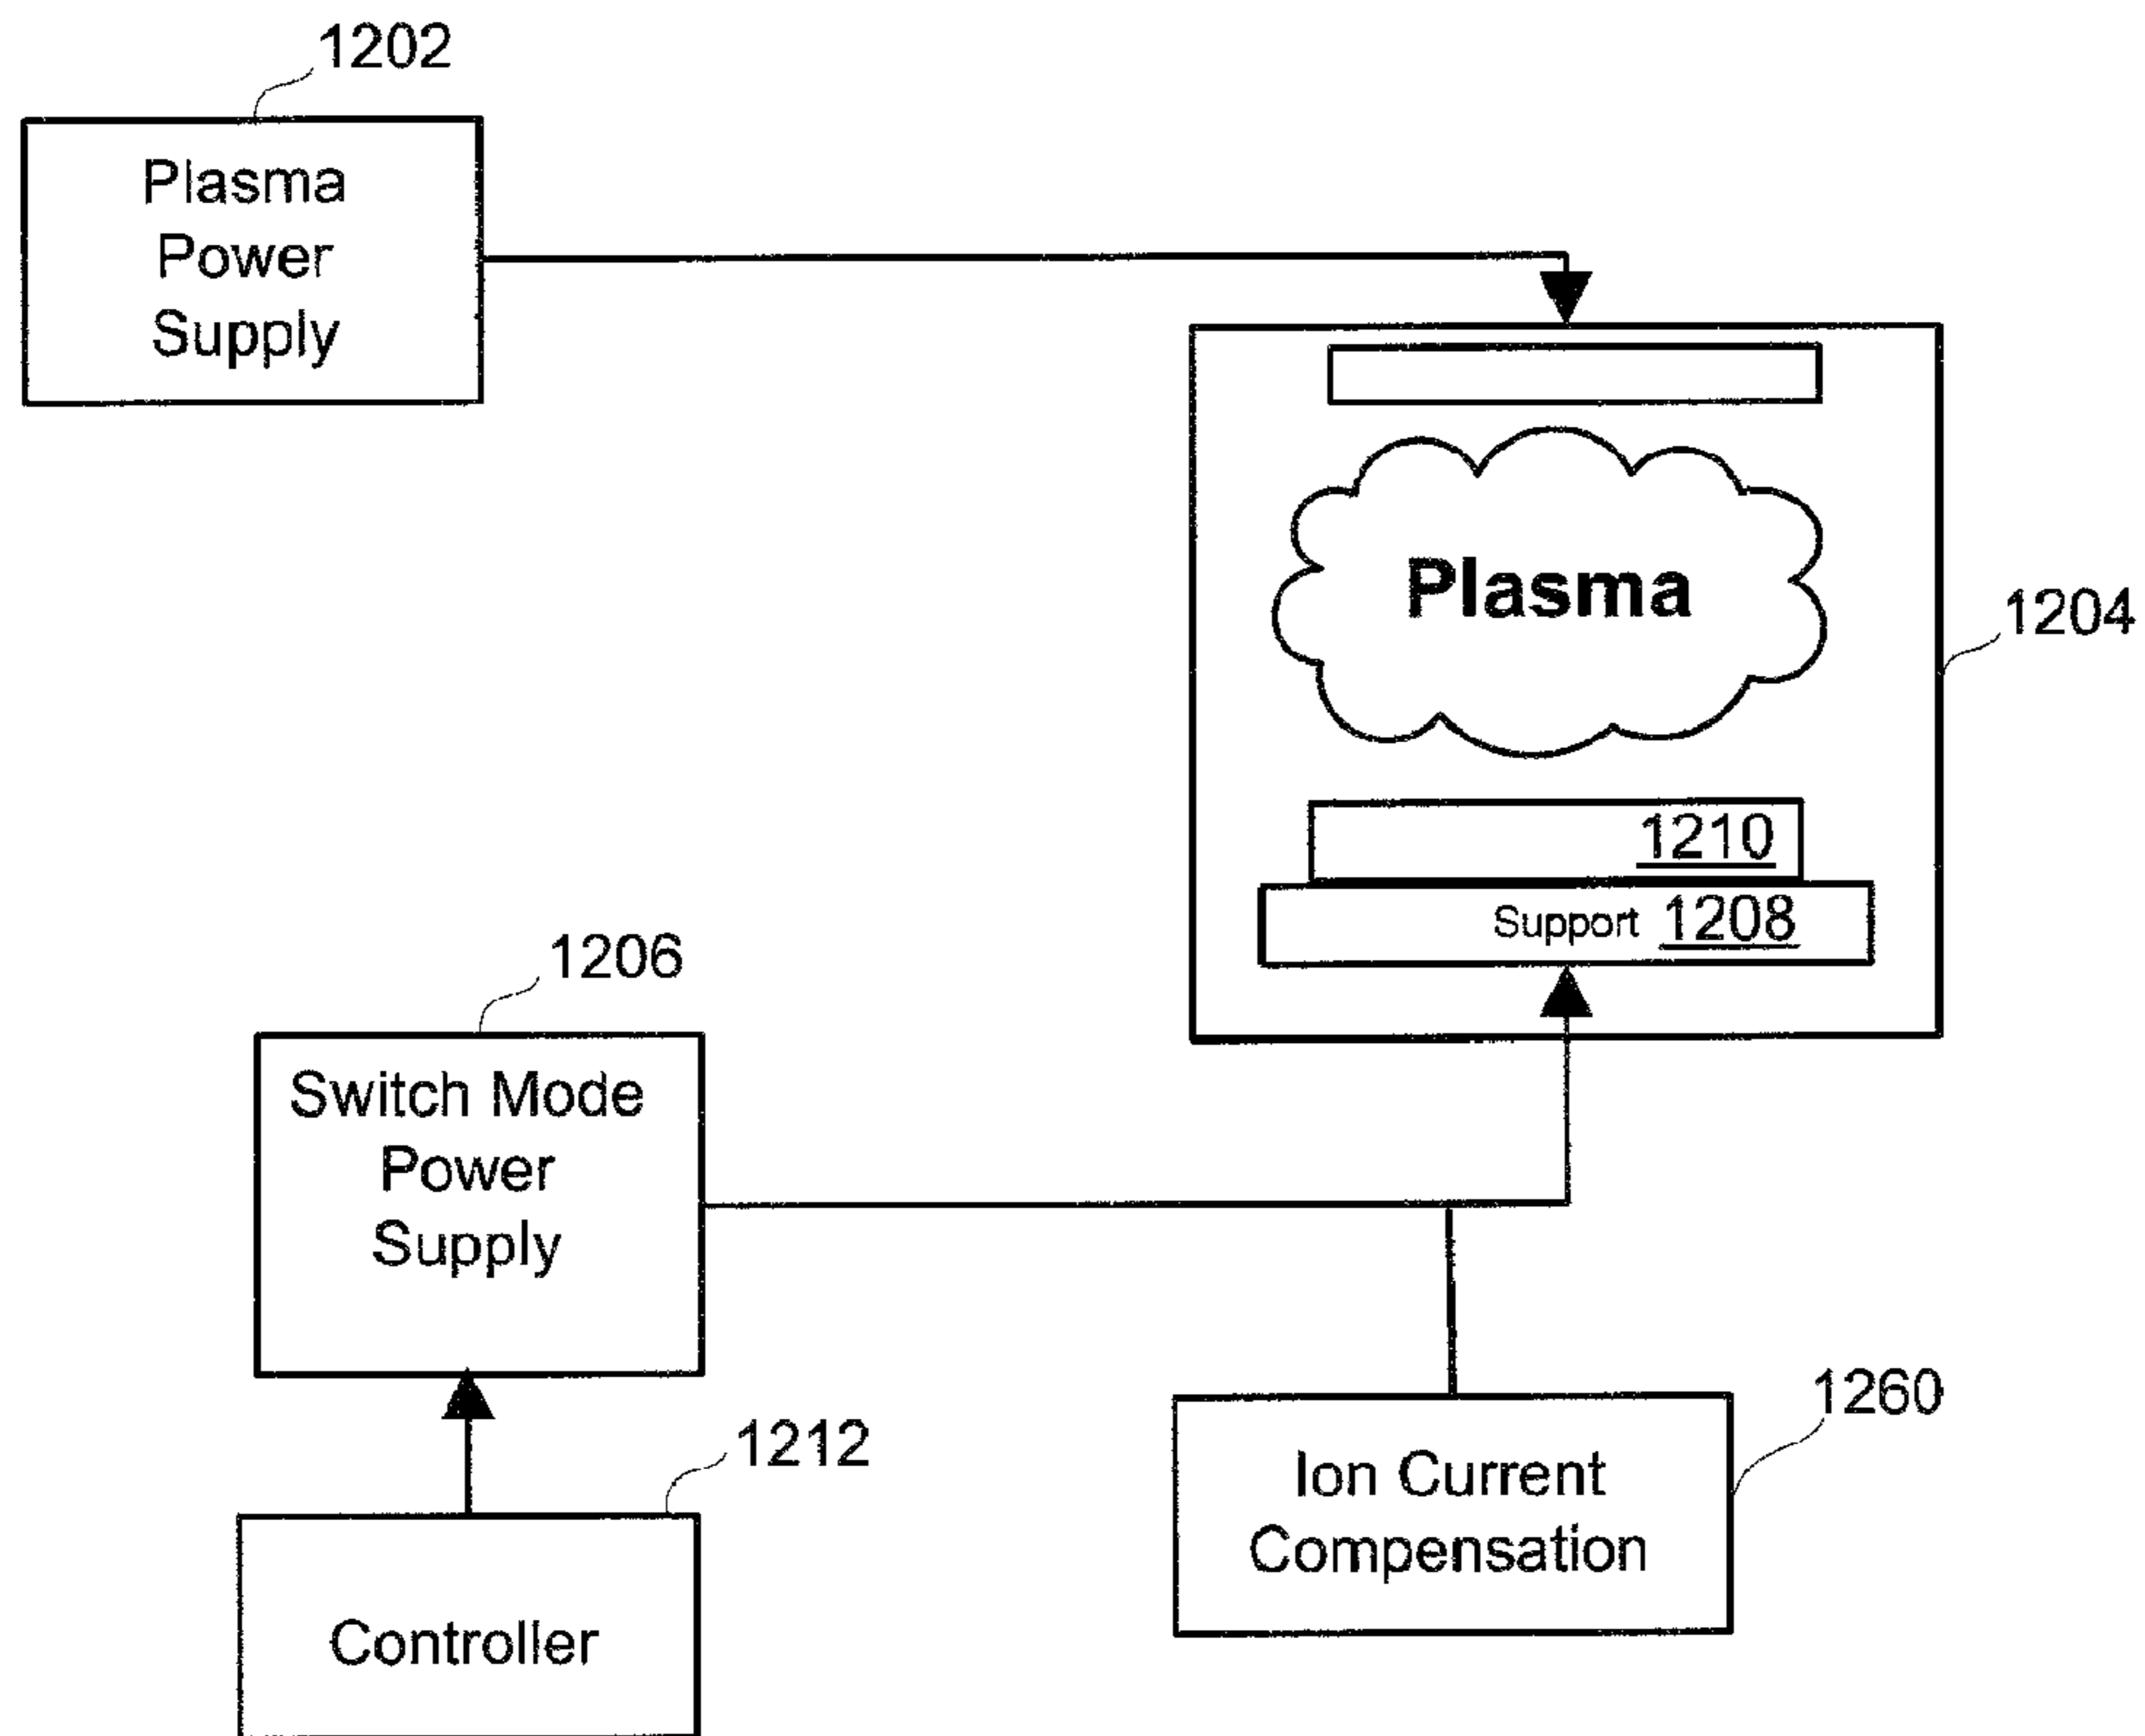 1202
Plasma
Power
Supply
Plasma
1204
1210
Support 1208
1206
Switch Mode
Power
Supply
1260
1212
Ion Current
Compensation
Controller